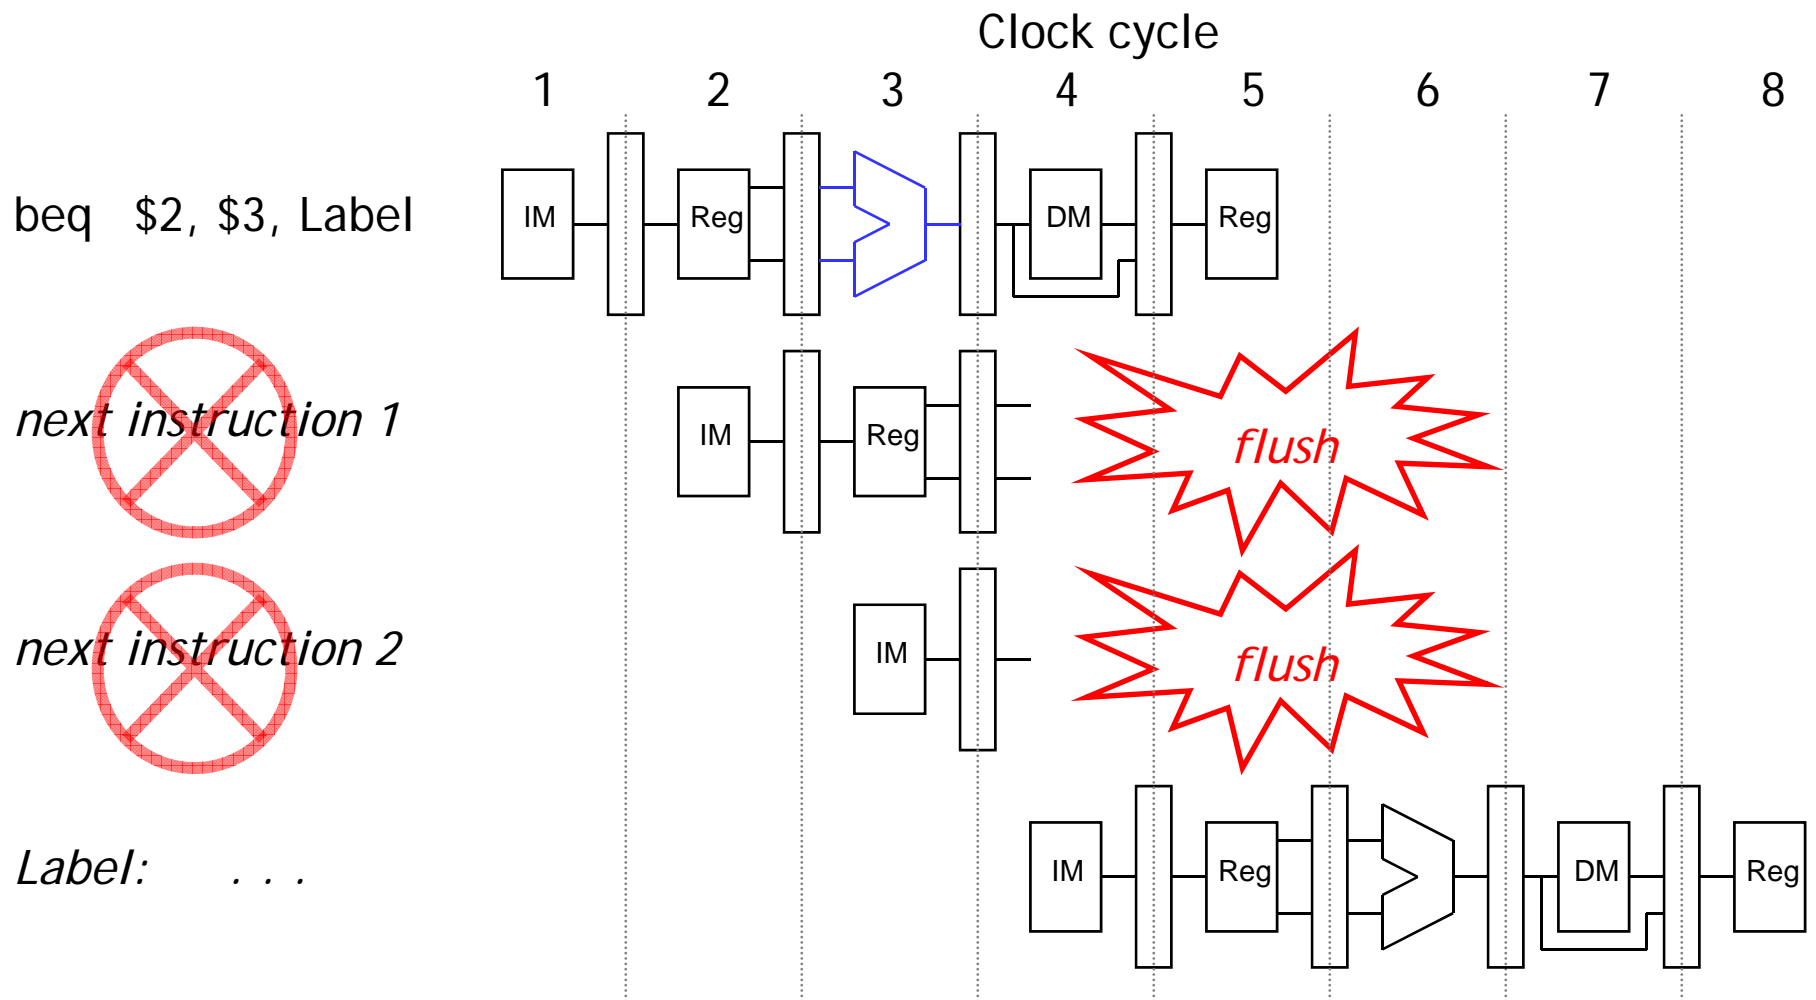 Clock cycle
1 2 3 4 5 6 7 8
beq $2, $3, Label IM Reg DM Reg
next instruction 1 IM Reg flush
next instruction 2 IM flush
Label: . . . IM Reg DM Reg